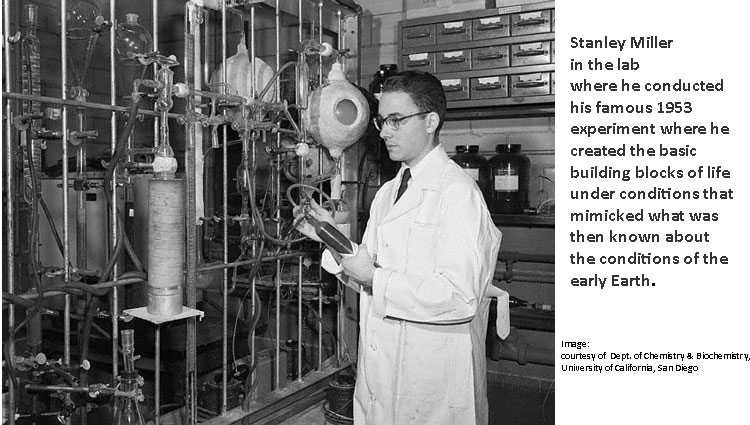 Stanley Miller
in the lab
where he conducted
his famous 1953
experiment where he
created the basic
building blocks of life
under conditions that
mimicked what was
then known about
the conditions of the
early Earth.
Image:
courtesy of Dept. of Chemistry & Biochemistry,
University of California, San Diego